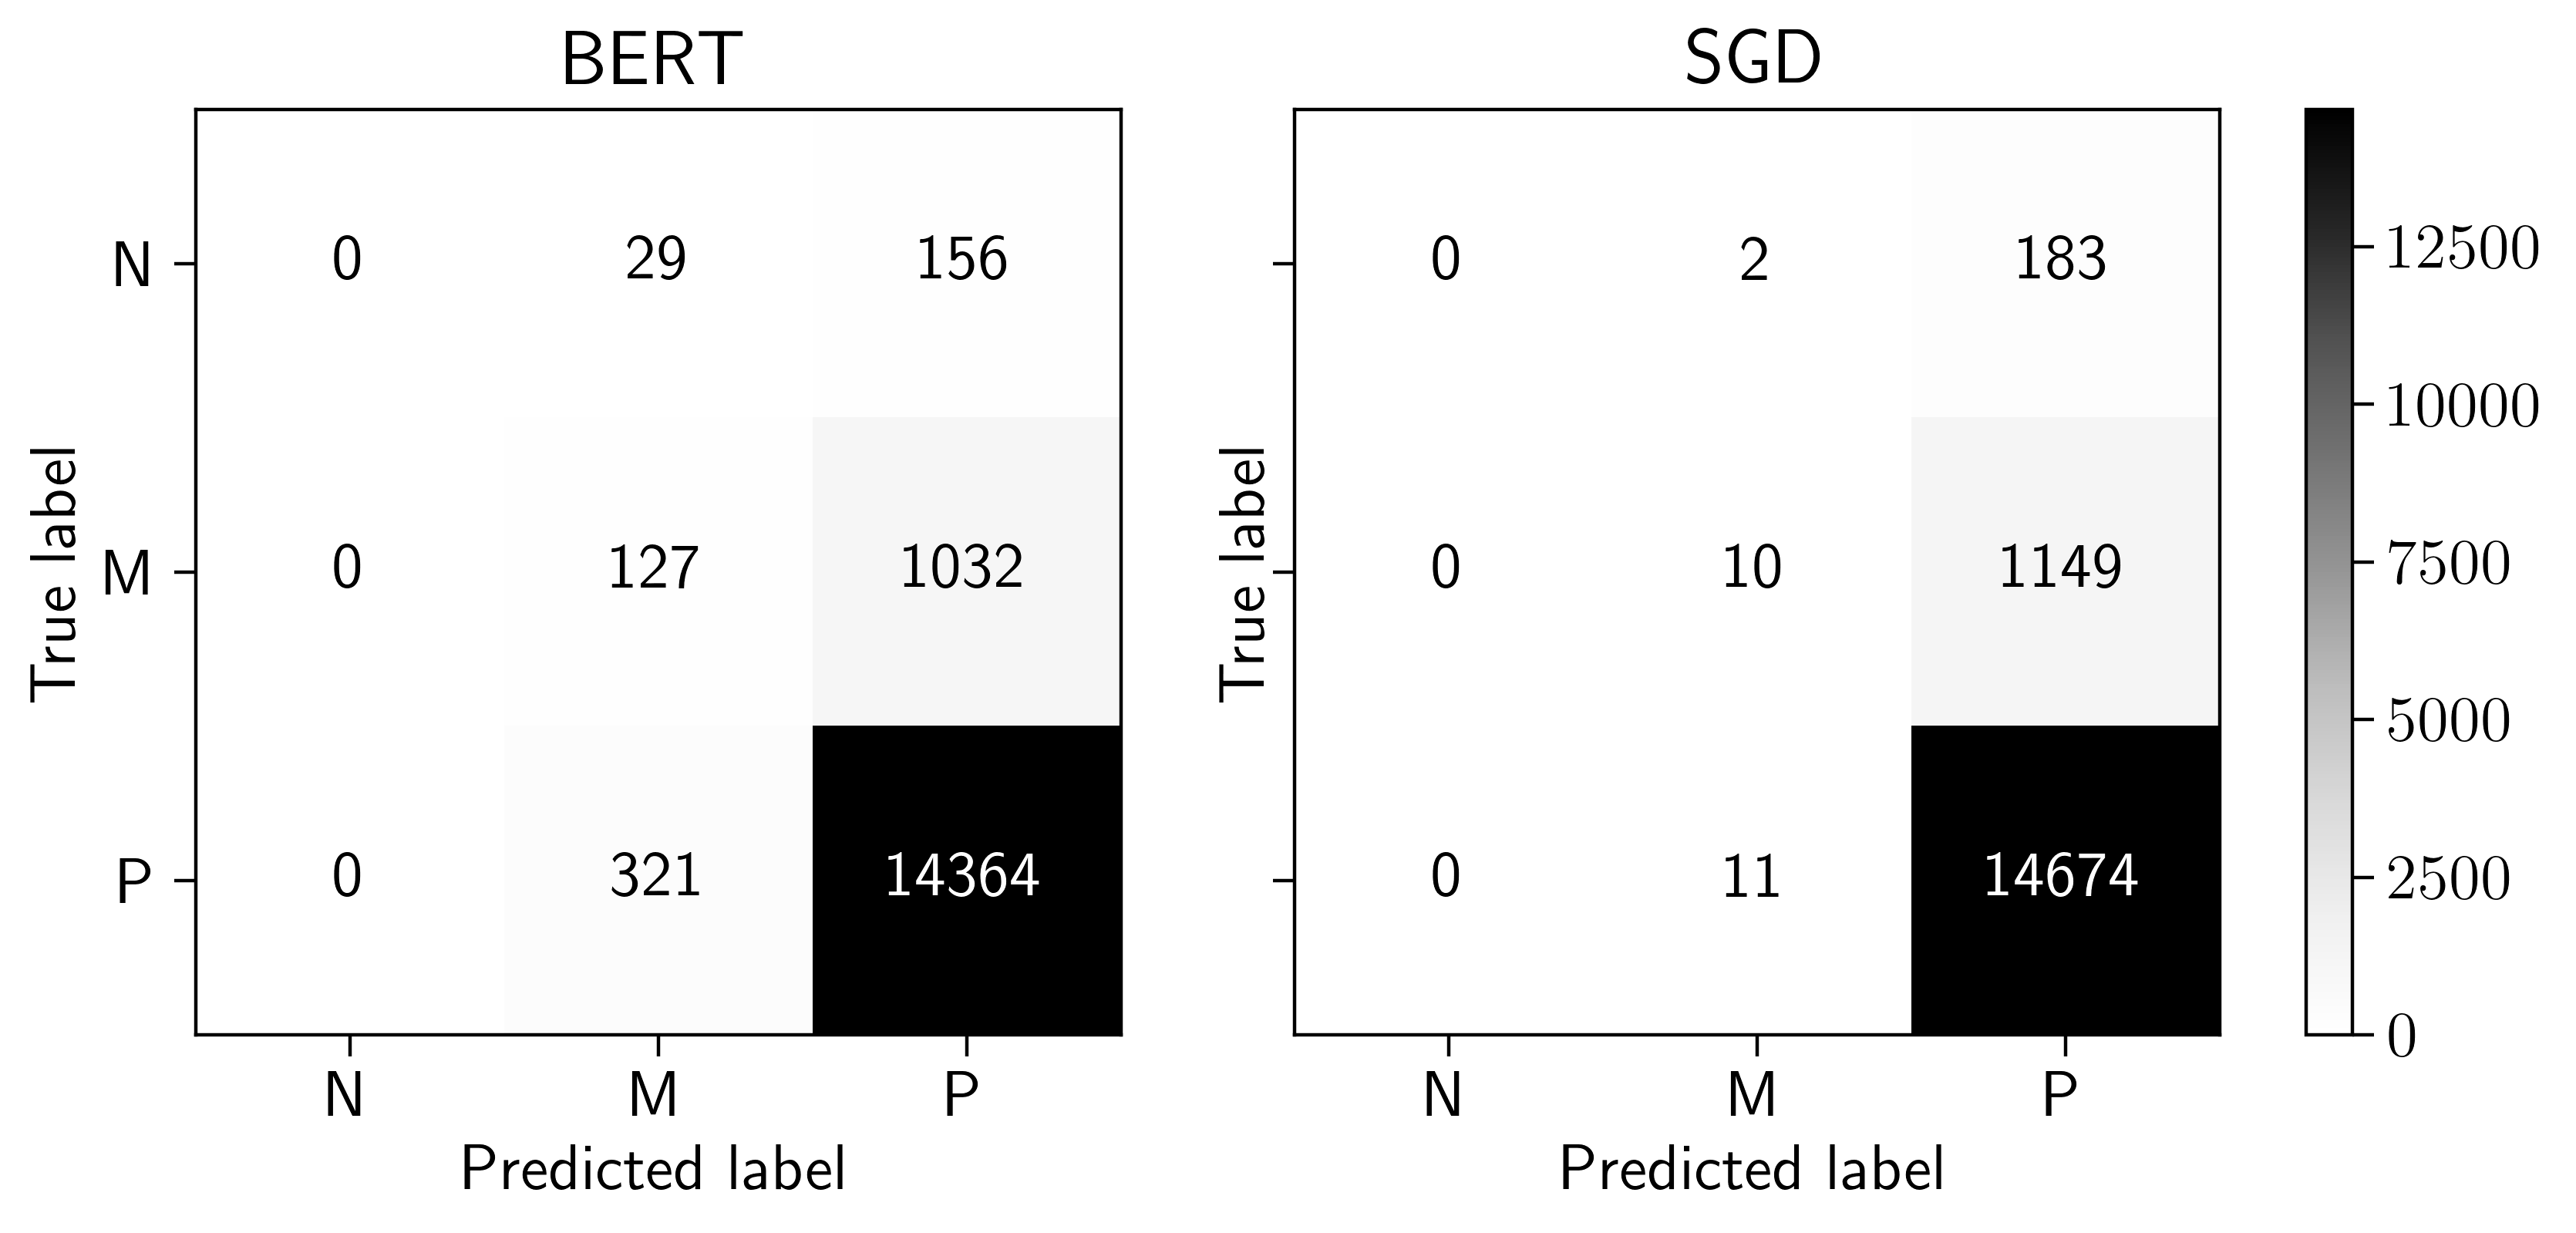 BERT
True label
N 0 29 156
M 0 127 1032
P 0 321 14364
N M P
Predicted label
SGD
True label
0 2 183
0 10 1149
0 11 14674
N M P
Predicted label
12500
10000
7500
5000
2500
0